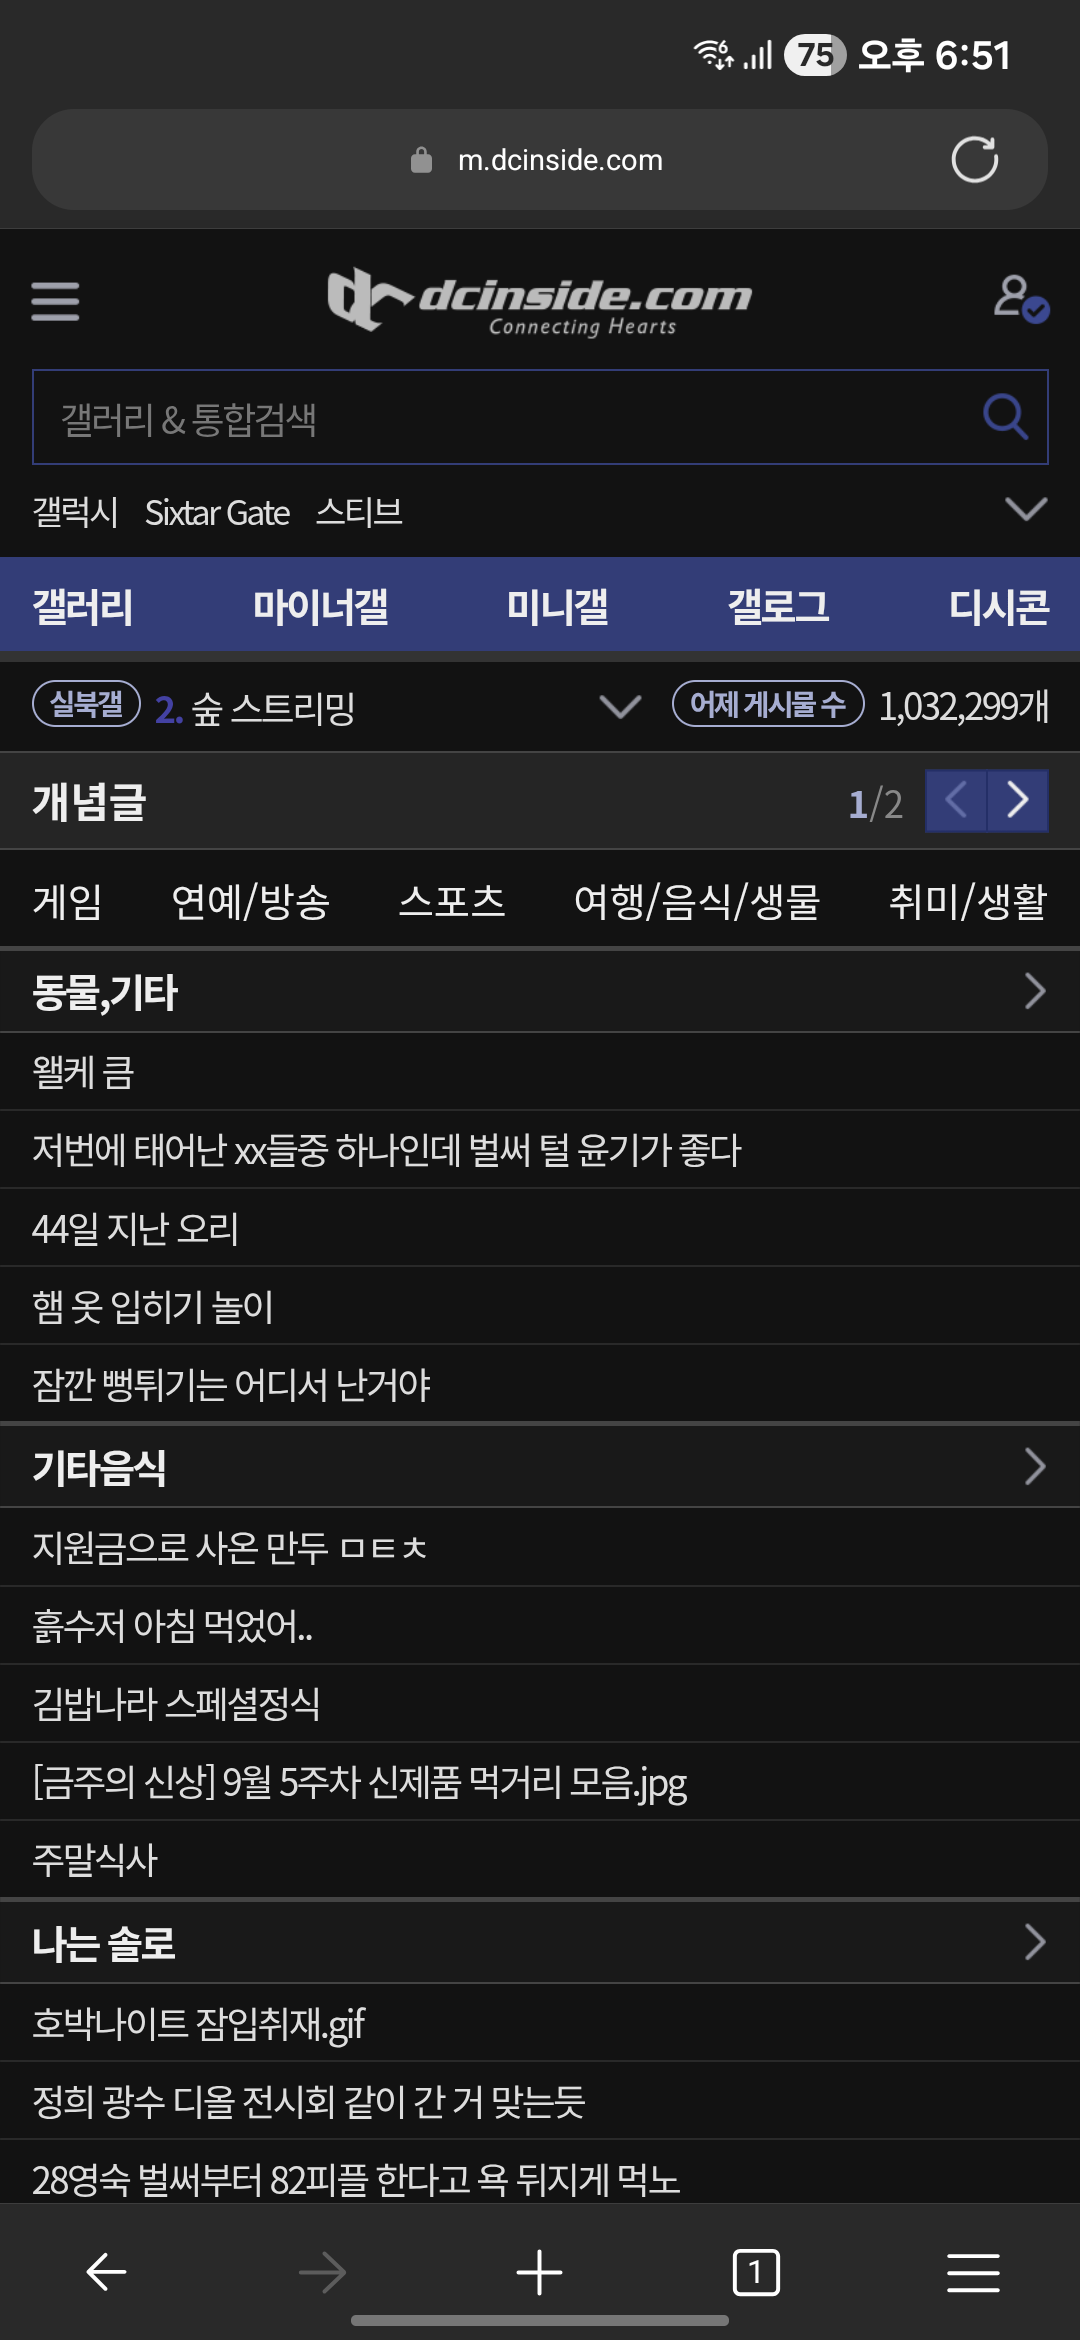 6 75 오후 6:51
m.dcinside.com
dcinside.com
Connecting Hearts
갤러리 & 통합검색
갤럭시 Sixtar Gate 스티브
갤러리 마이너갤 미니갤 갤로그 디시콘
실북갤 2. 숲 스트리밍 어제 게시물 수 1,032,299개
개념글 1/2
게임 연예/방송 스포츠 여행/음식/생물 취미/생활
동물,기타
왤케 큼
저번에 태어난 xx들중 하나인데 벌써 털 윤기가 좋다
44일 지난 오리
햄 옷 입히기 놀이
잠깐 뻥튀기는 어디서 난거야
기타음식
지원금으로 사온 만두 ㅁㅌㅊ
흙수저 아침 먹었어..
김밥나라 스페셜정식
[금주의 신상] 9월 5주차 신제품 먹거리 모음.jpg
주말식사
나는 솔로
호박나이트 잠입취재.gif
정희 광수 디올 전시회 같이 간 거 맞는듯
28영숙 벌써부터 82피플 한다고 욕 뒤지게 먹노
1